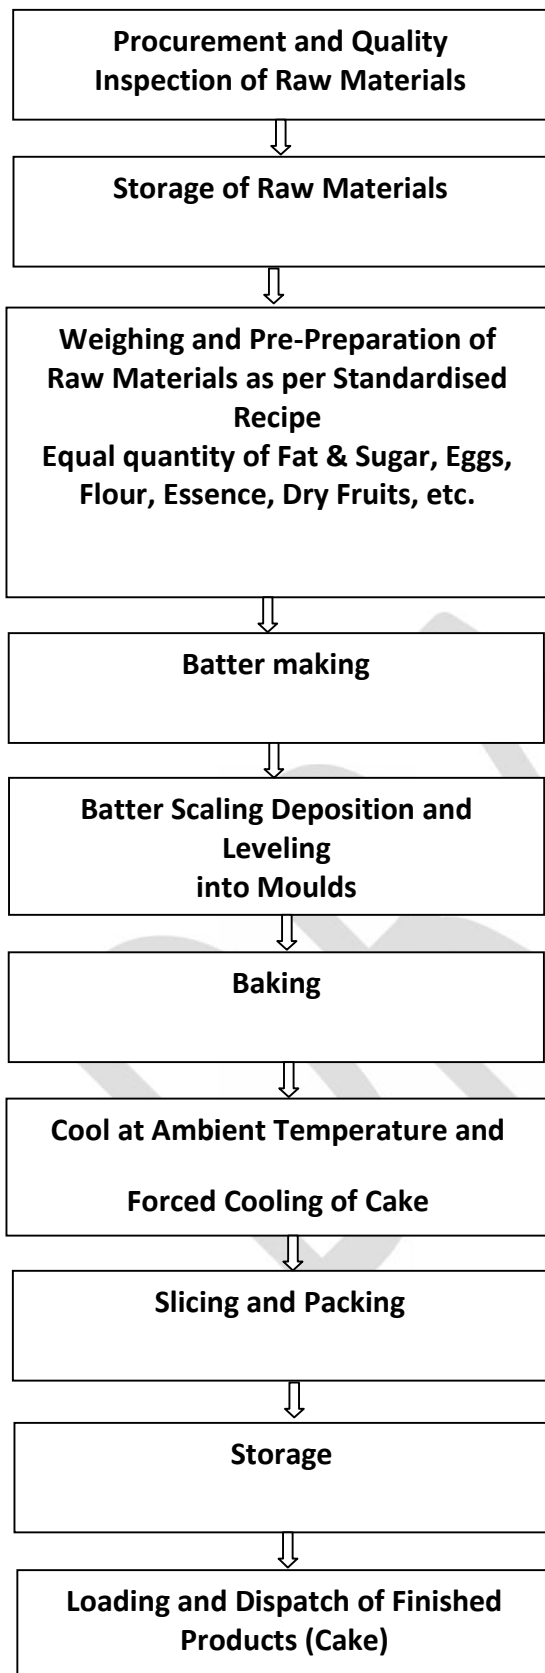 Procurement and Quality
Inspection of Raw Materials
Storage of Raw Materials
Weighing and Pre-Preparation of
Raw Materials as per Standardised
Recipe
Equal quantity of Fat & Sugar, Eggs,
Flour, Essence, Dry Fruits, etc.
Batter making
Batter Scaling Deposition and
Leveling
into Moulds
Baking
Cool at Ambient Temperature and
Forced Cooling of Cake
Slicing and Packing
Storage
Loading and Dispatch of Finished
Products (Cake)